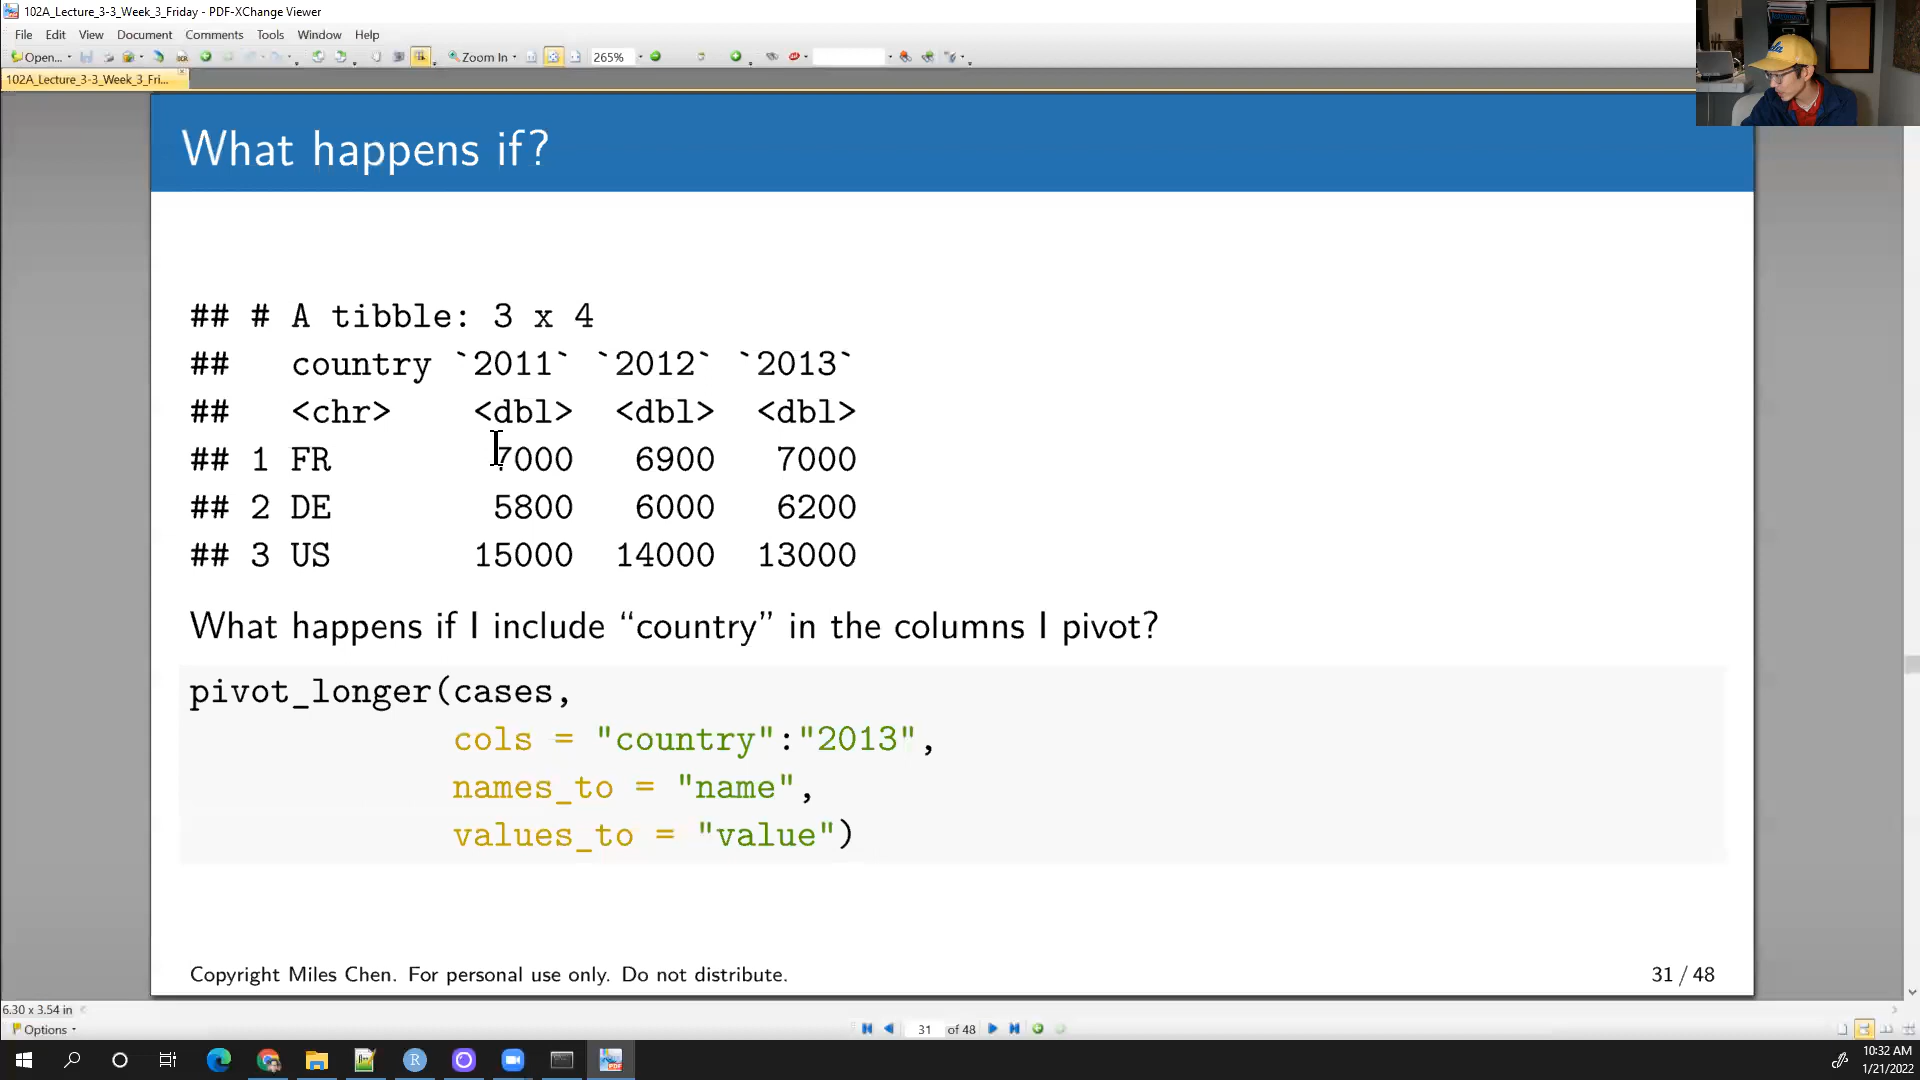 102A_Lecture_3-3_Week_3_Friday - PDF-XChange Viewer
File Edit View Document Comments Tools Window Help
Open... Zoom In 265%
102A_Lecture_3-3_Week_3_Fri...
What happens if?
## # A tibble: 3 x 4
## country `2011` `2012` `2013`
## <chr> <dbl> <dbl> <dbl>
## 1 FR 7000 6900 7000
## 2 DE 5800 6000 6200
## 3 US 15000 14000 13000
What happens if I include “country” in the columns I pivot?
pivot_longer(cases,
cols = "country":"2013",
names_to = "name",
values_to = "value")
Copyright Miles Chen. For personal use only. Do not distribute.
31 / 48
6.30 x 3.54 in
Options
31 of 48
10:32 AM
1/21/2022